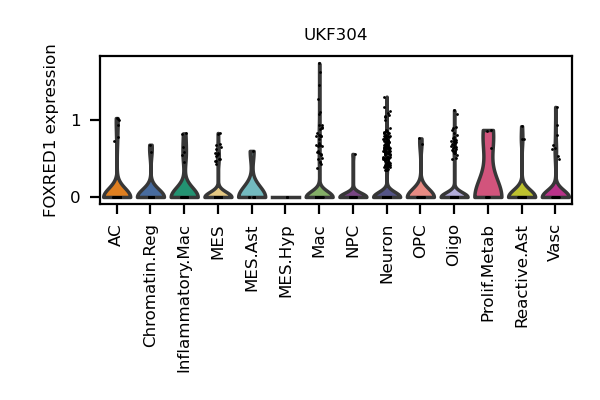 UKF304
FOXRED1 expression
1
0
AC
Chromatin.Reg
Inflammatory.Mac
MES
MES.Ast
MES.Hyp
Mac
NPC
Neuron
OPC
Oligo
Prolif.Metab
Reactive.Ast
Vasc